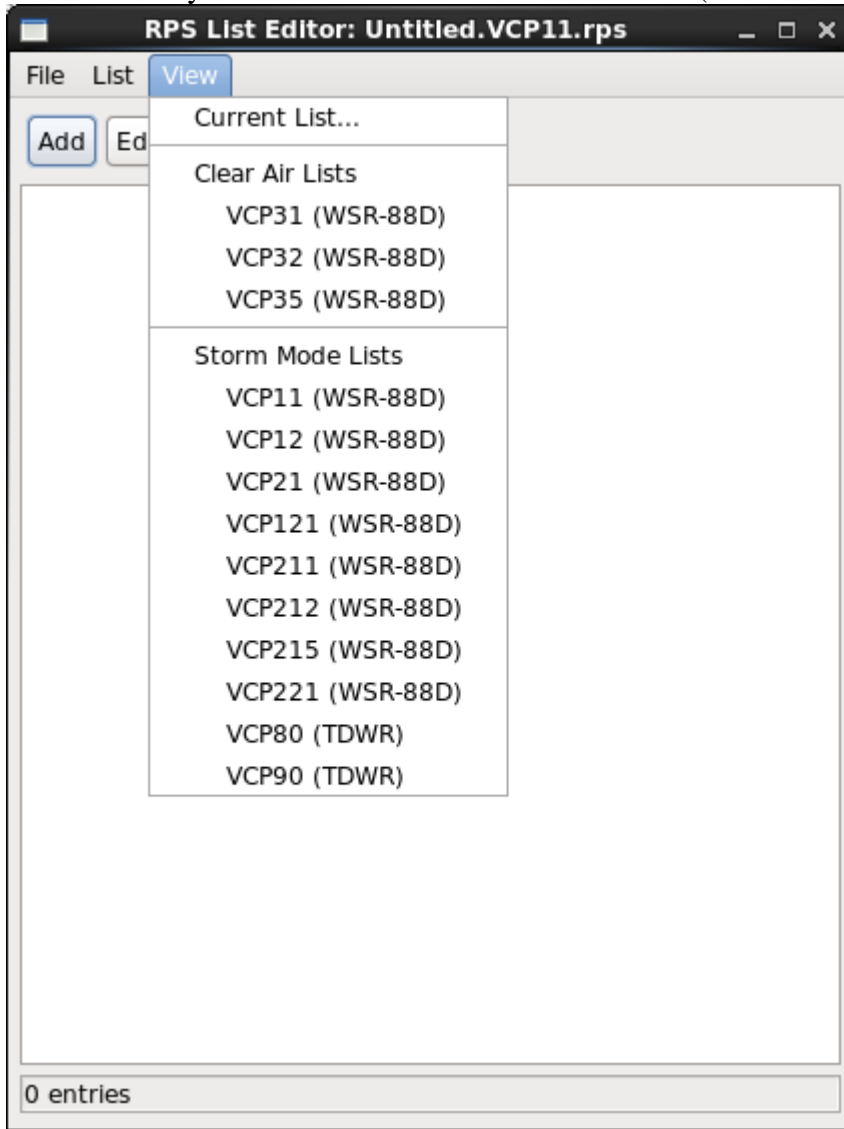 RPS List Editor: Untitled.VCP11.rps
File List View
Add Ed
Current List...
Clear Air Lists
VCP31 (WSR-88D)
VCP32 (WSR-88D)
VCP35 (WSR-88D)
Storm Mode Lists
VCP11 (WSR-88D)
VCP12 (WSR-88D)
VCP21 (WSR-88D)
VCP121 (WSR-88D)
VCP211 (WSR-88D)
VCP212 (WSR-88D)
VCP215 (WSR-88D)
VCP221 (WSR-88D)
VCP80 (TDWR)
VCP90 (TDWR)
0 entries